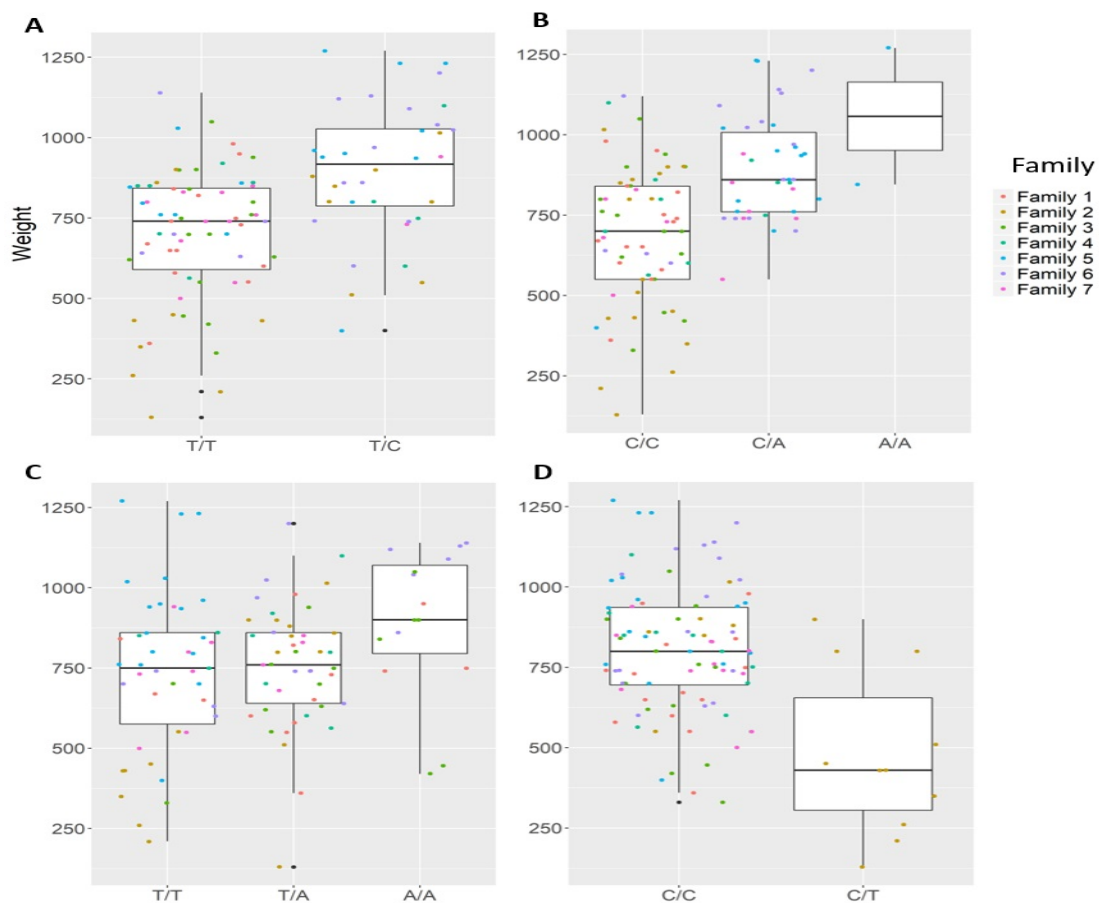 A
B
1250
1000
750
500
250
Weight
T/T
T/C
1250
1000
750
500
250
C/C
C/A
A/A
Family
Family 1
Family 2
Family 3
Family 4
Family 5
Family 6
Family 7
C
D
1250
1000
750
500
250
T/T
T/A
A/A
1250
1000
750
500
250
C/C
C/T